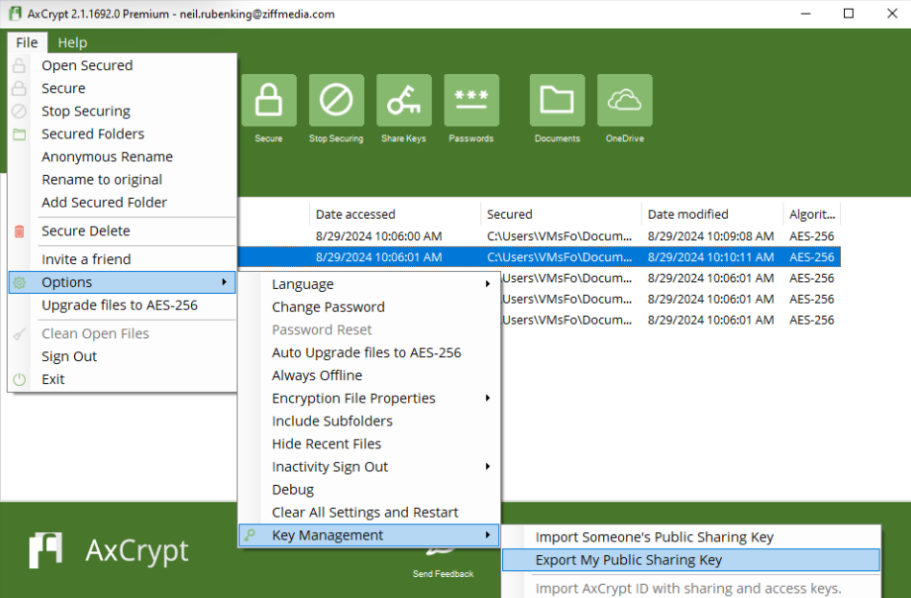 AxCrypt 2.1.1692.0 Premium - neil.rubenking@ziffmedia.com
File Help
Open Secured
Secure
Stop Securing
Secured Folders
Anonymous Rename
Rename to original
Add Secured Folder
Secure Delete
Invite a friend
Options
Upgrade files to AES-256
Clean Open Files
Sign Out
Exit
Secure Stop Securing Share Keys Passwords Documents OneDrive
Date accessed Secured Date modified Algorit...
8/29/2024 10:06:00 AM C:\Users\VMsFo\Docum... 8/29/2024 10:09:08 AM AES-256
8/29/2024 10:06:01 AM C:\Users\VMsFo\Docum... 8/29/2024 10:10:11 AM AES-256
\Users\VMsFo\Docum... 8/29/2024 10:06:01 AM AES-256
\Users\VMsFo\Docum... 8/29/2024 10:06:01 AM AES-256
\Users\VMsFo\Docum... 8/29/2024 10:06:01 AM AES-256
Language
Change Password
Password Reset
Auto Upgrade files to AES-256
Always Offline
Encryption File Properties
Include Subfolders
Hide Recent Files
Inactivity Sign Out
Debug
Clear All Settings and Restart
Key Management
Import Someone's Public Sharing Key
Export My Public Sharing Key
Import AxCrypt ID with sharing and access keys.
AxCrypt
Send Feedback